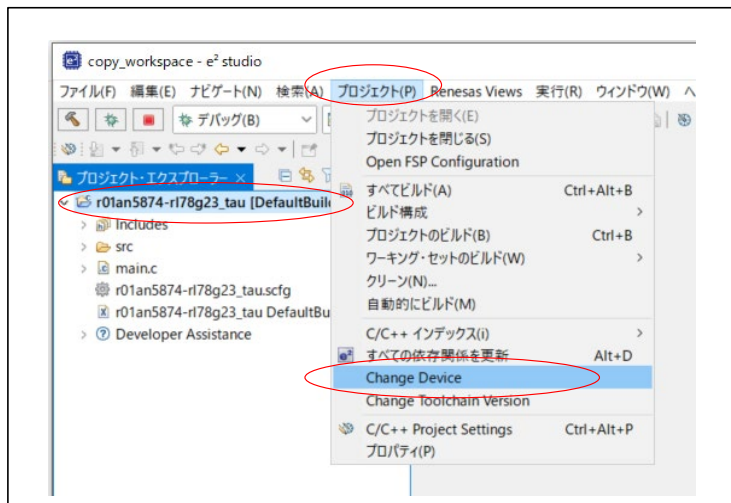 copy_workspace - e² studio
ファイル(F) 編集(E) ナビゲート(N) 検索(A) プロジェクト(P) Renesas Views 実行(R) ウィンドウ(W)
デバッグ(B)
プロジェクト・エクスプローラー
r01an5874-rl78g23_tau [DefaultBuild
Includes
src
main.c
r01an5874-rl78g23_tau.scfg
r01an5874-rl78g23_tau DefaultBu
Developer Assistance
プロジェクトを開く(E)
プロジェクトを閉じる(S)
Open FSP Configuration
すべてビルド(A) Ctrl+Alt+B
ビルド構成
プロジェクトのビルド(B) Ctrl+B
ワーキング・セットのビルド(W)
クリーン(N)...
自動的にビルド(M)
C/C++ インデックス(i)
すべての依存関係を更新 Alt+D
Change Device
Change Toolchain Version
C/C++ Project Settings Ctrl+Alt+P
プロパティ(P)